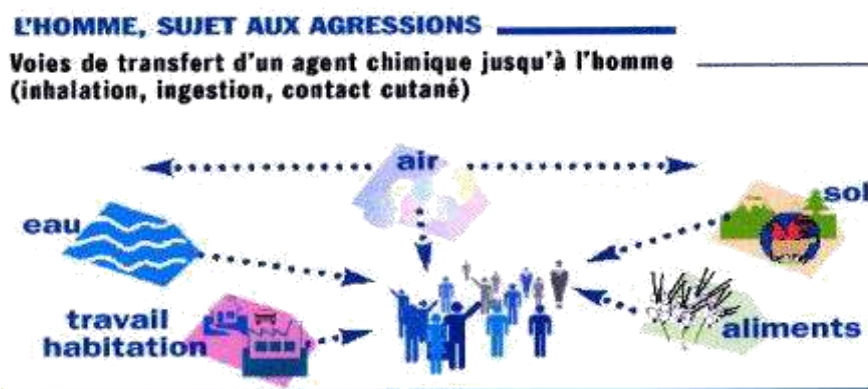 L'HOMME, SUJET AUX AGRESSIONS
Voies de transfert d'un agent chimique jusqu'à l'homme
(inhalation, ingestion, contact cutané)
air
eau
sol
travail
habitation
aliments